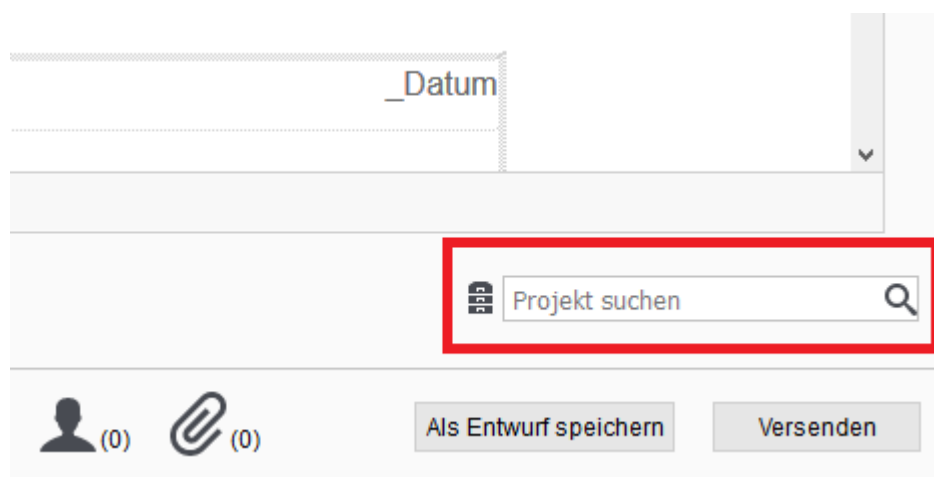 _Datum
Projekt suchen
(0) (0) Als Entwurf speichern Versenden